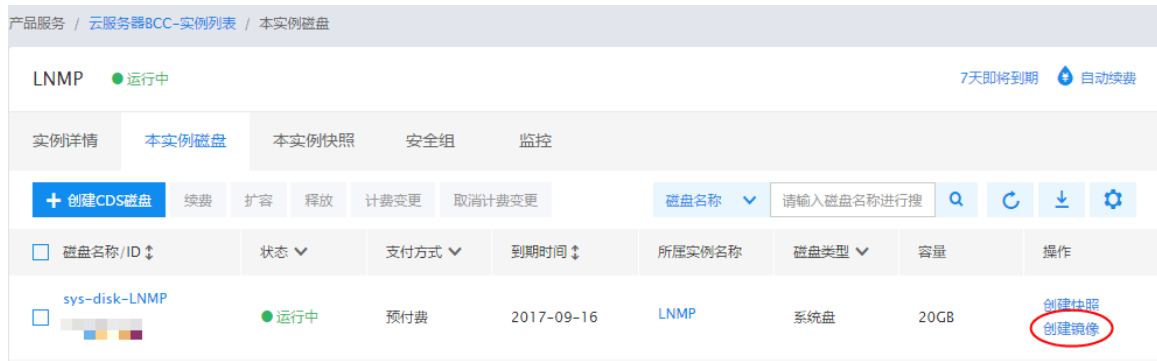 产品服务 / 云服务器BCC-实例列表 / 本实例磁盘
LNMP 运行中 7天即将到期 自动续费
实例详情 本实例磁盘 本实例快照 安全组 监控
创建CDS磁盘 续费 扩容 释放 计费变更 取消计费变更 磁盘名称 请输入磁盘名称进行搜
磁盘名称/ID 状态 支付方式 到期时间 所属实例名称 磁盘类型 容量 操作
sys-disk-LNMP 运行中 预付费 2017-09-16 LNMP 系统盘 20GB 创建快照
创建镜像